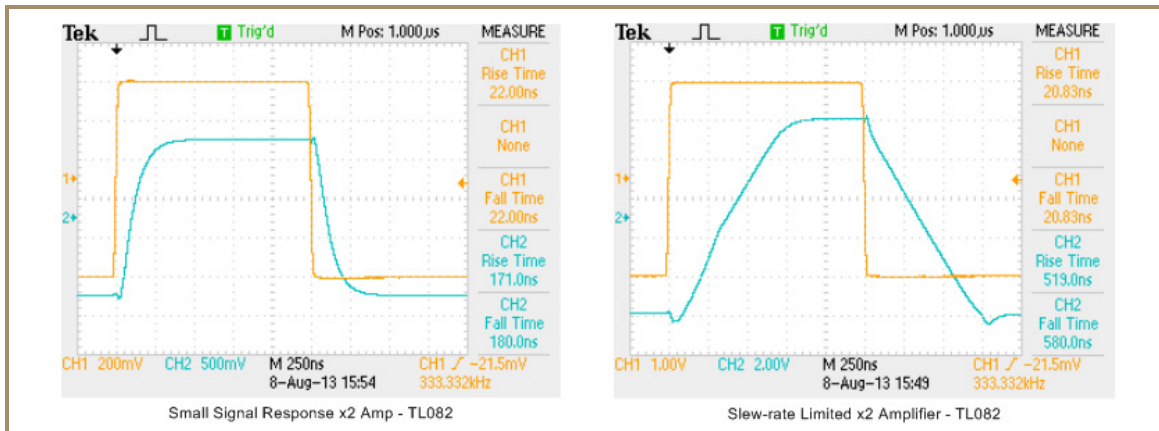 Tek T Trig'd M Pos: 1.000µs MEASURE
CH1
Rise Time
22.00ns
CH1
None
CH1
Fall Time
22.00ns
CH2
Rise Time
171.0ns
CH2
Fall Time
180.0ns
1
2
CH1 200mV CH2 500mV M 250ns CH1 -21.5mV
8-Aug-13 15:54 333.332kHz
Small Signal Response x2 Amp - TL082
Tek T Trig'd M Pos: 1.000µs MEASURE
CH1
Rise Time
20.83ns
CH1
None
CH1
Fall Time
20.83ns
CH2
Rise Time
519.0ns
CH2
Fall Time
580.0ns
1
2
CH1 1.00V CH2 2.00V M 250ns CH1 -21.5mV
8-Aug-13 15:49 333.332kHz
Slew-rate Limited x2 Amplifier - TL082